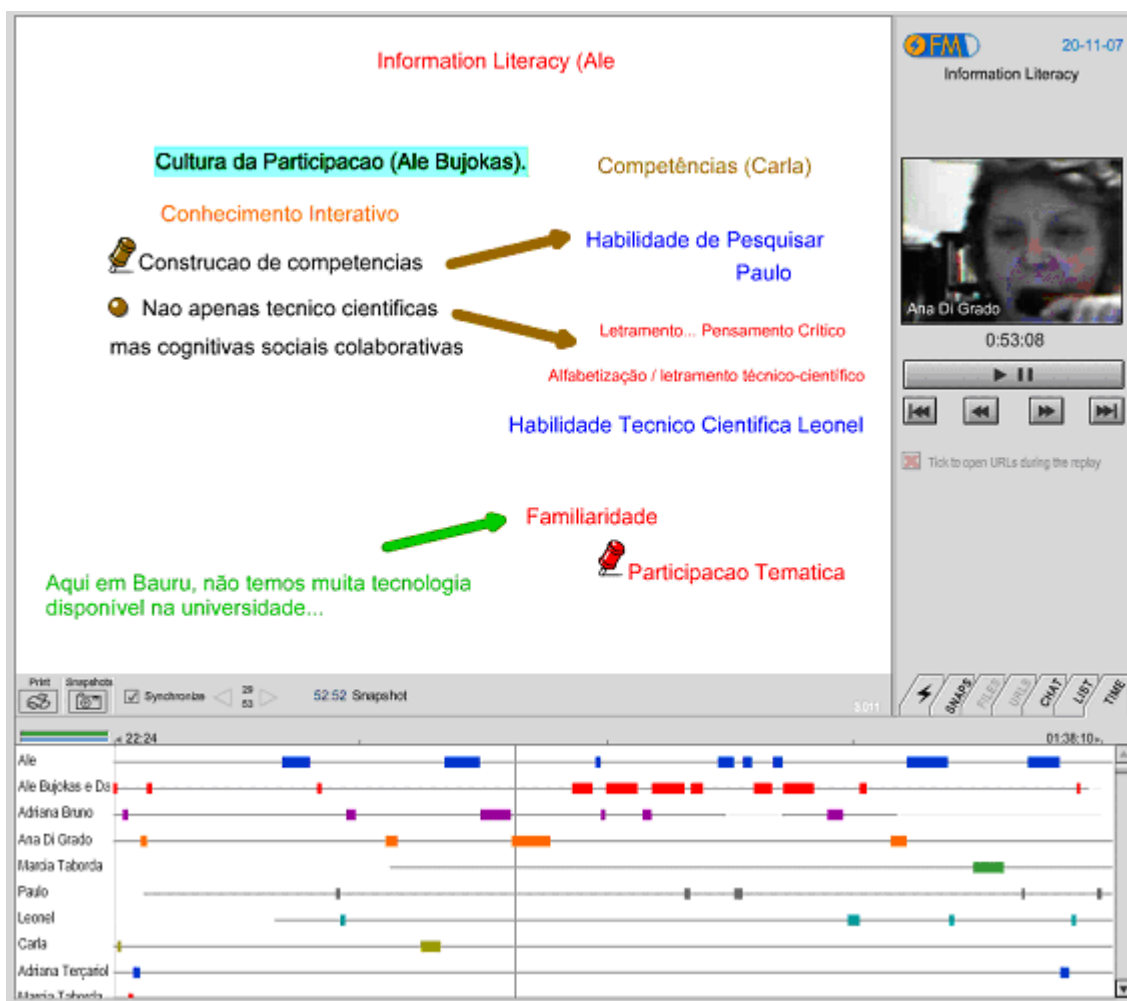 Information Literacy (Ale
Cultura da Participacao (Ale Bujokas).
Competências (Carla)
Conhecimento Interativo
Construcao de competencias
Habilidade de Pesquisar
Paulo
Nao apenas tecnico cientificas
mas cognitivas sociais colaborativas
Letramento... Pensamento Crítico
Alfabetização / letramento técnico-científico
Habilidade Tecnico Cientifica Leonel
Familiaridade
Participacao Tematica
Aqui em Bauru, não temos muita tecnologia
disponível na universidade...
FM
20-11-07
Information Literacy
Ana Di Grado
0:53:08
Tick to open URLs during the replay
Print
Snapshots
Synchronize
29
53
52:52 Snapshot
3.011
SNAPS
FILES
URLS
CHAT
LIST
TIME
22:24
01:38:10
Ale
Ale Bujokas e Da
Adriana Bruno
Ana Di Grado
Marcia Taborda
Paulo
Leonel
Carla
Adriana Terçariol
Marcia Taborda